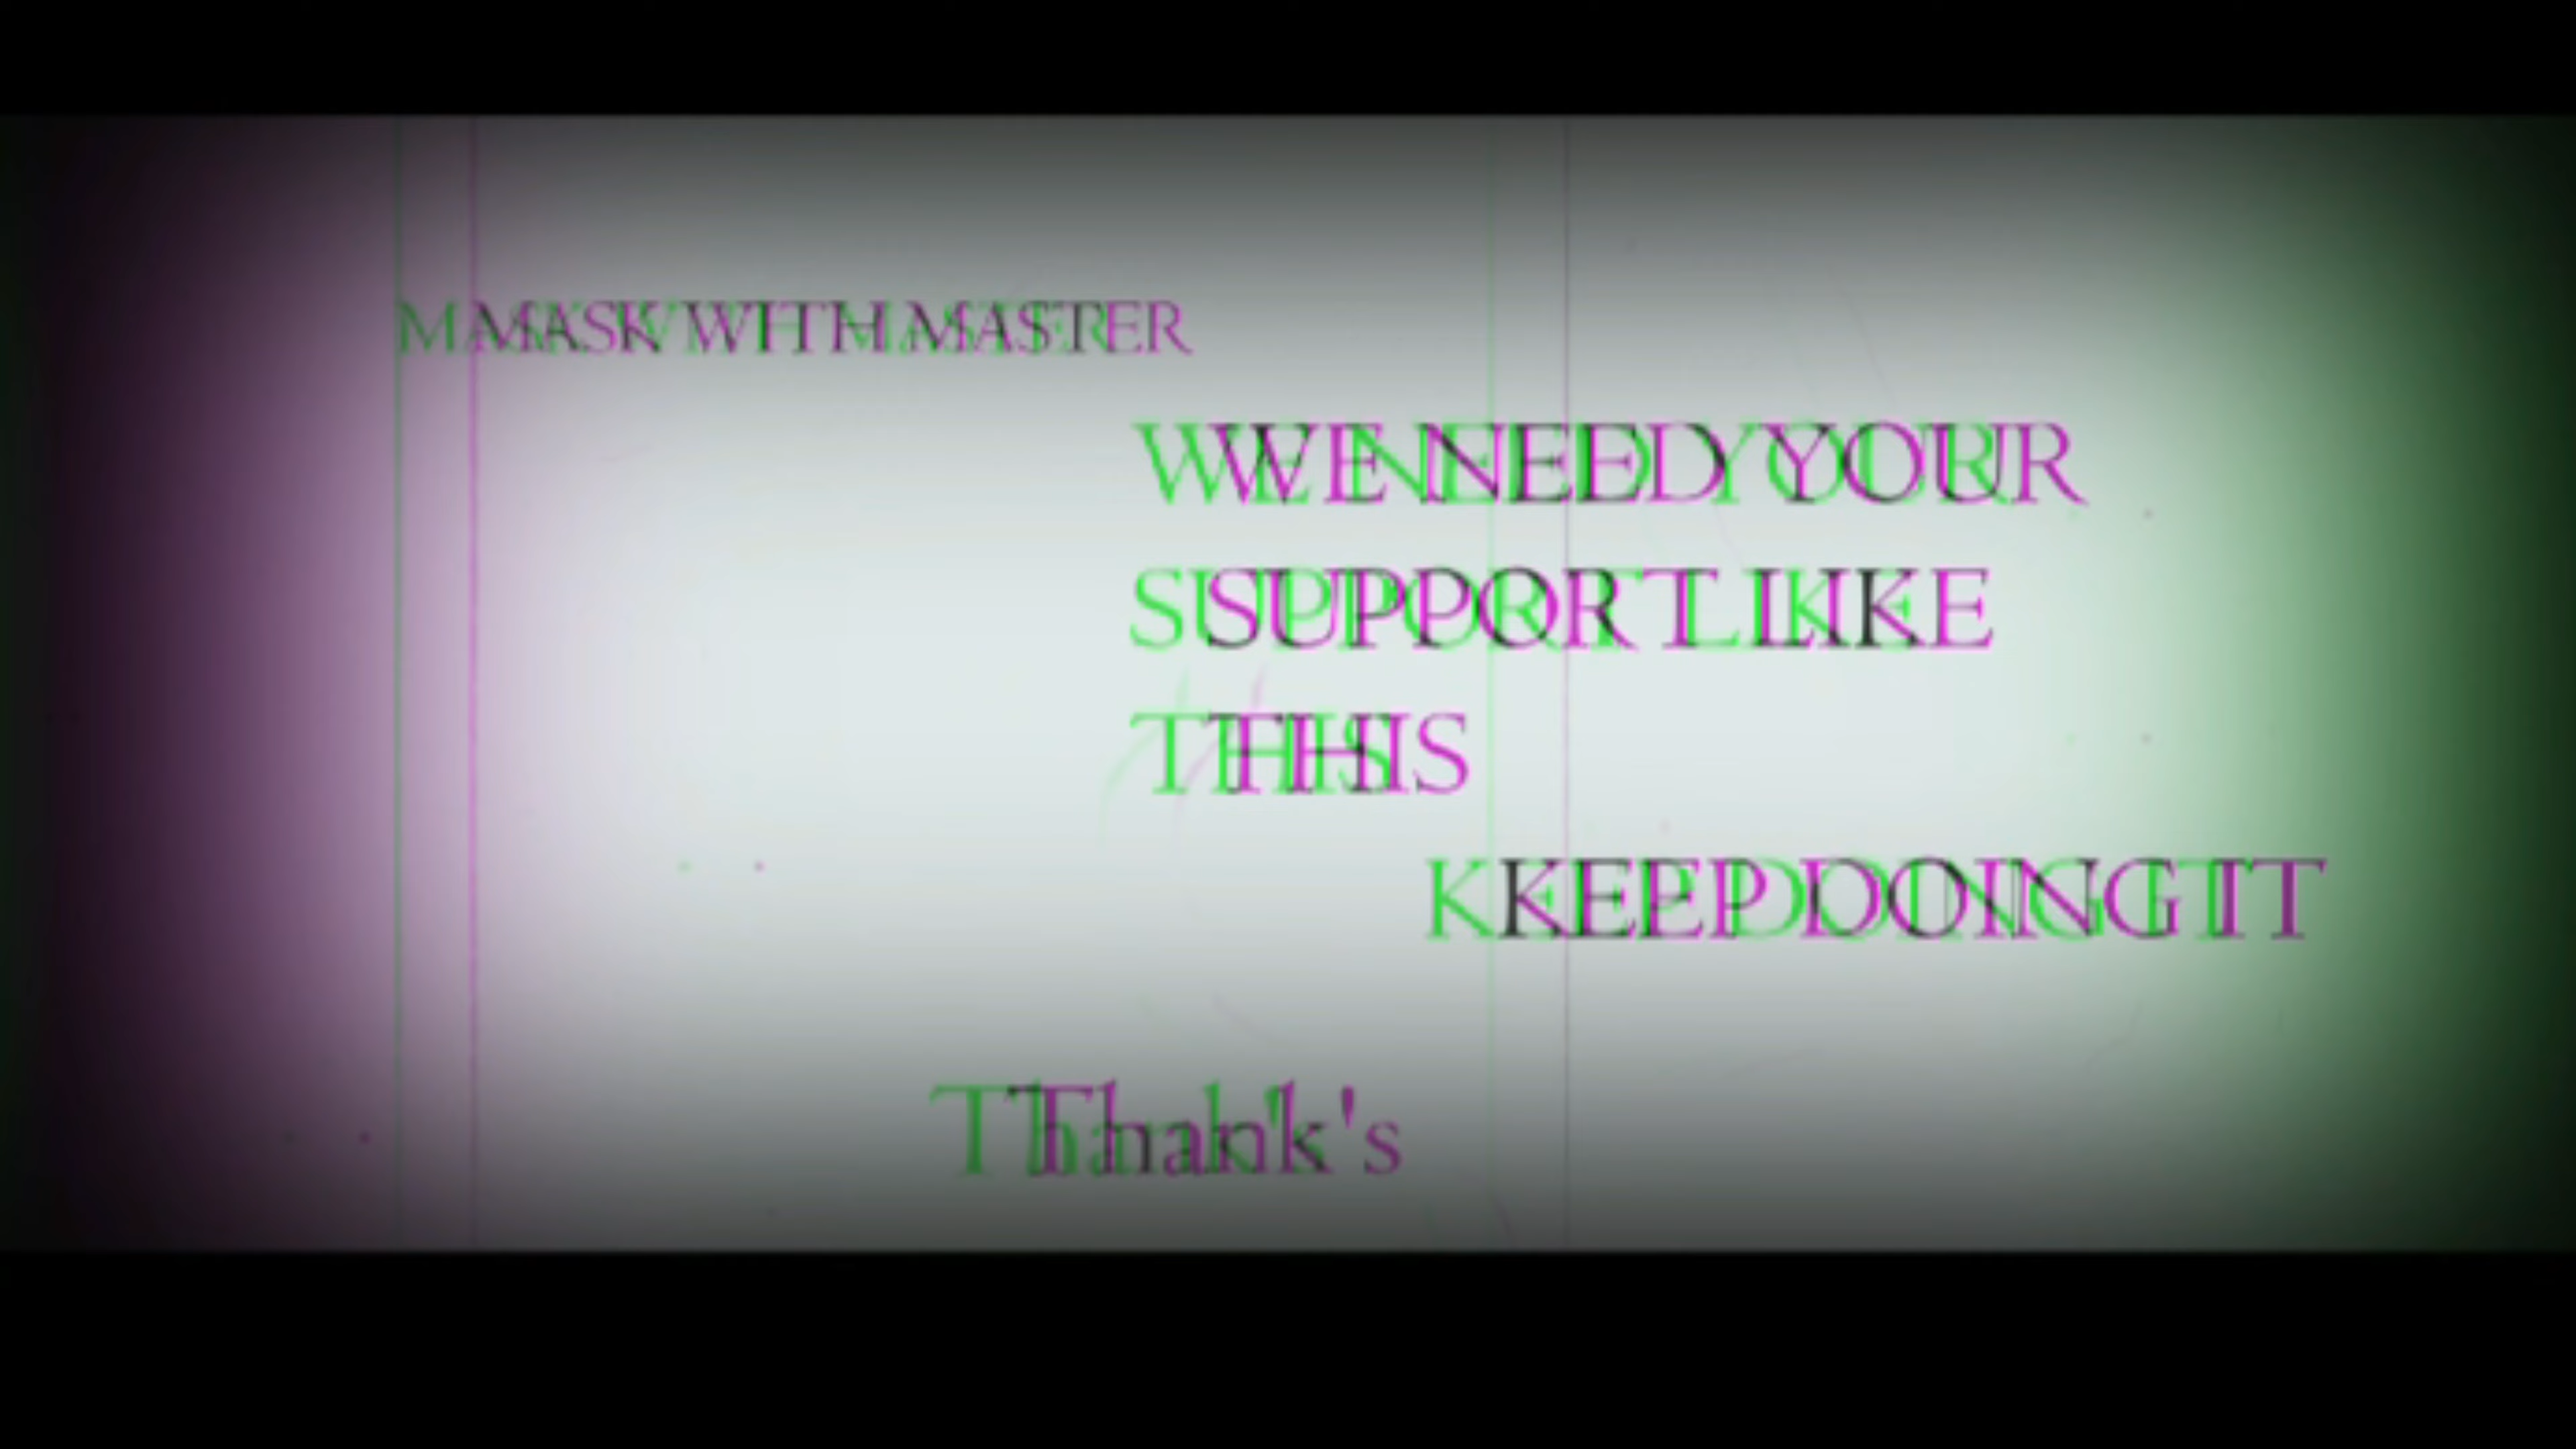 MASK WITH MASTER
WE NEED YOUR
SUPPORT LIKE
THIS
KEEP DOING IT
Thank's